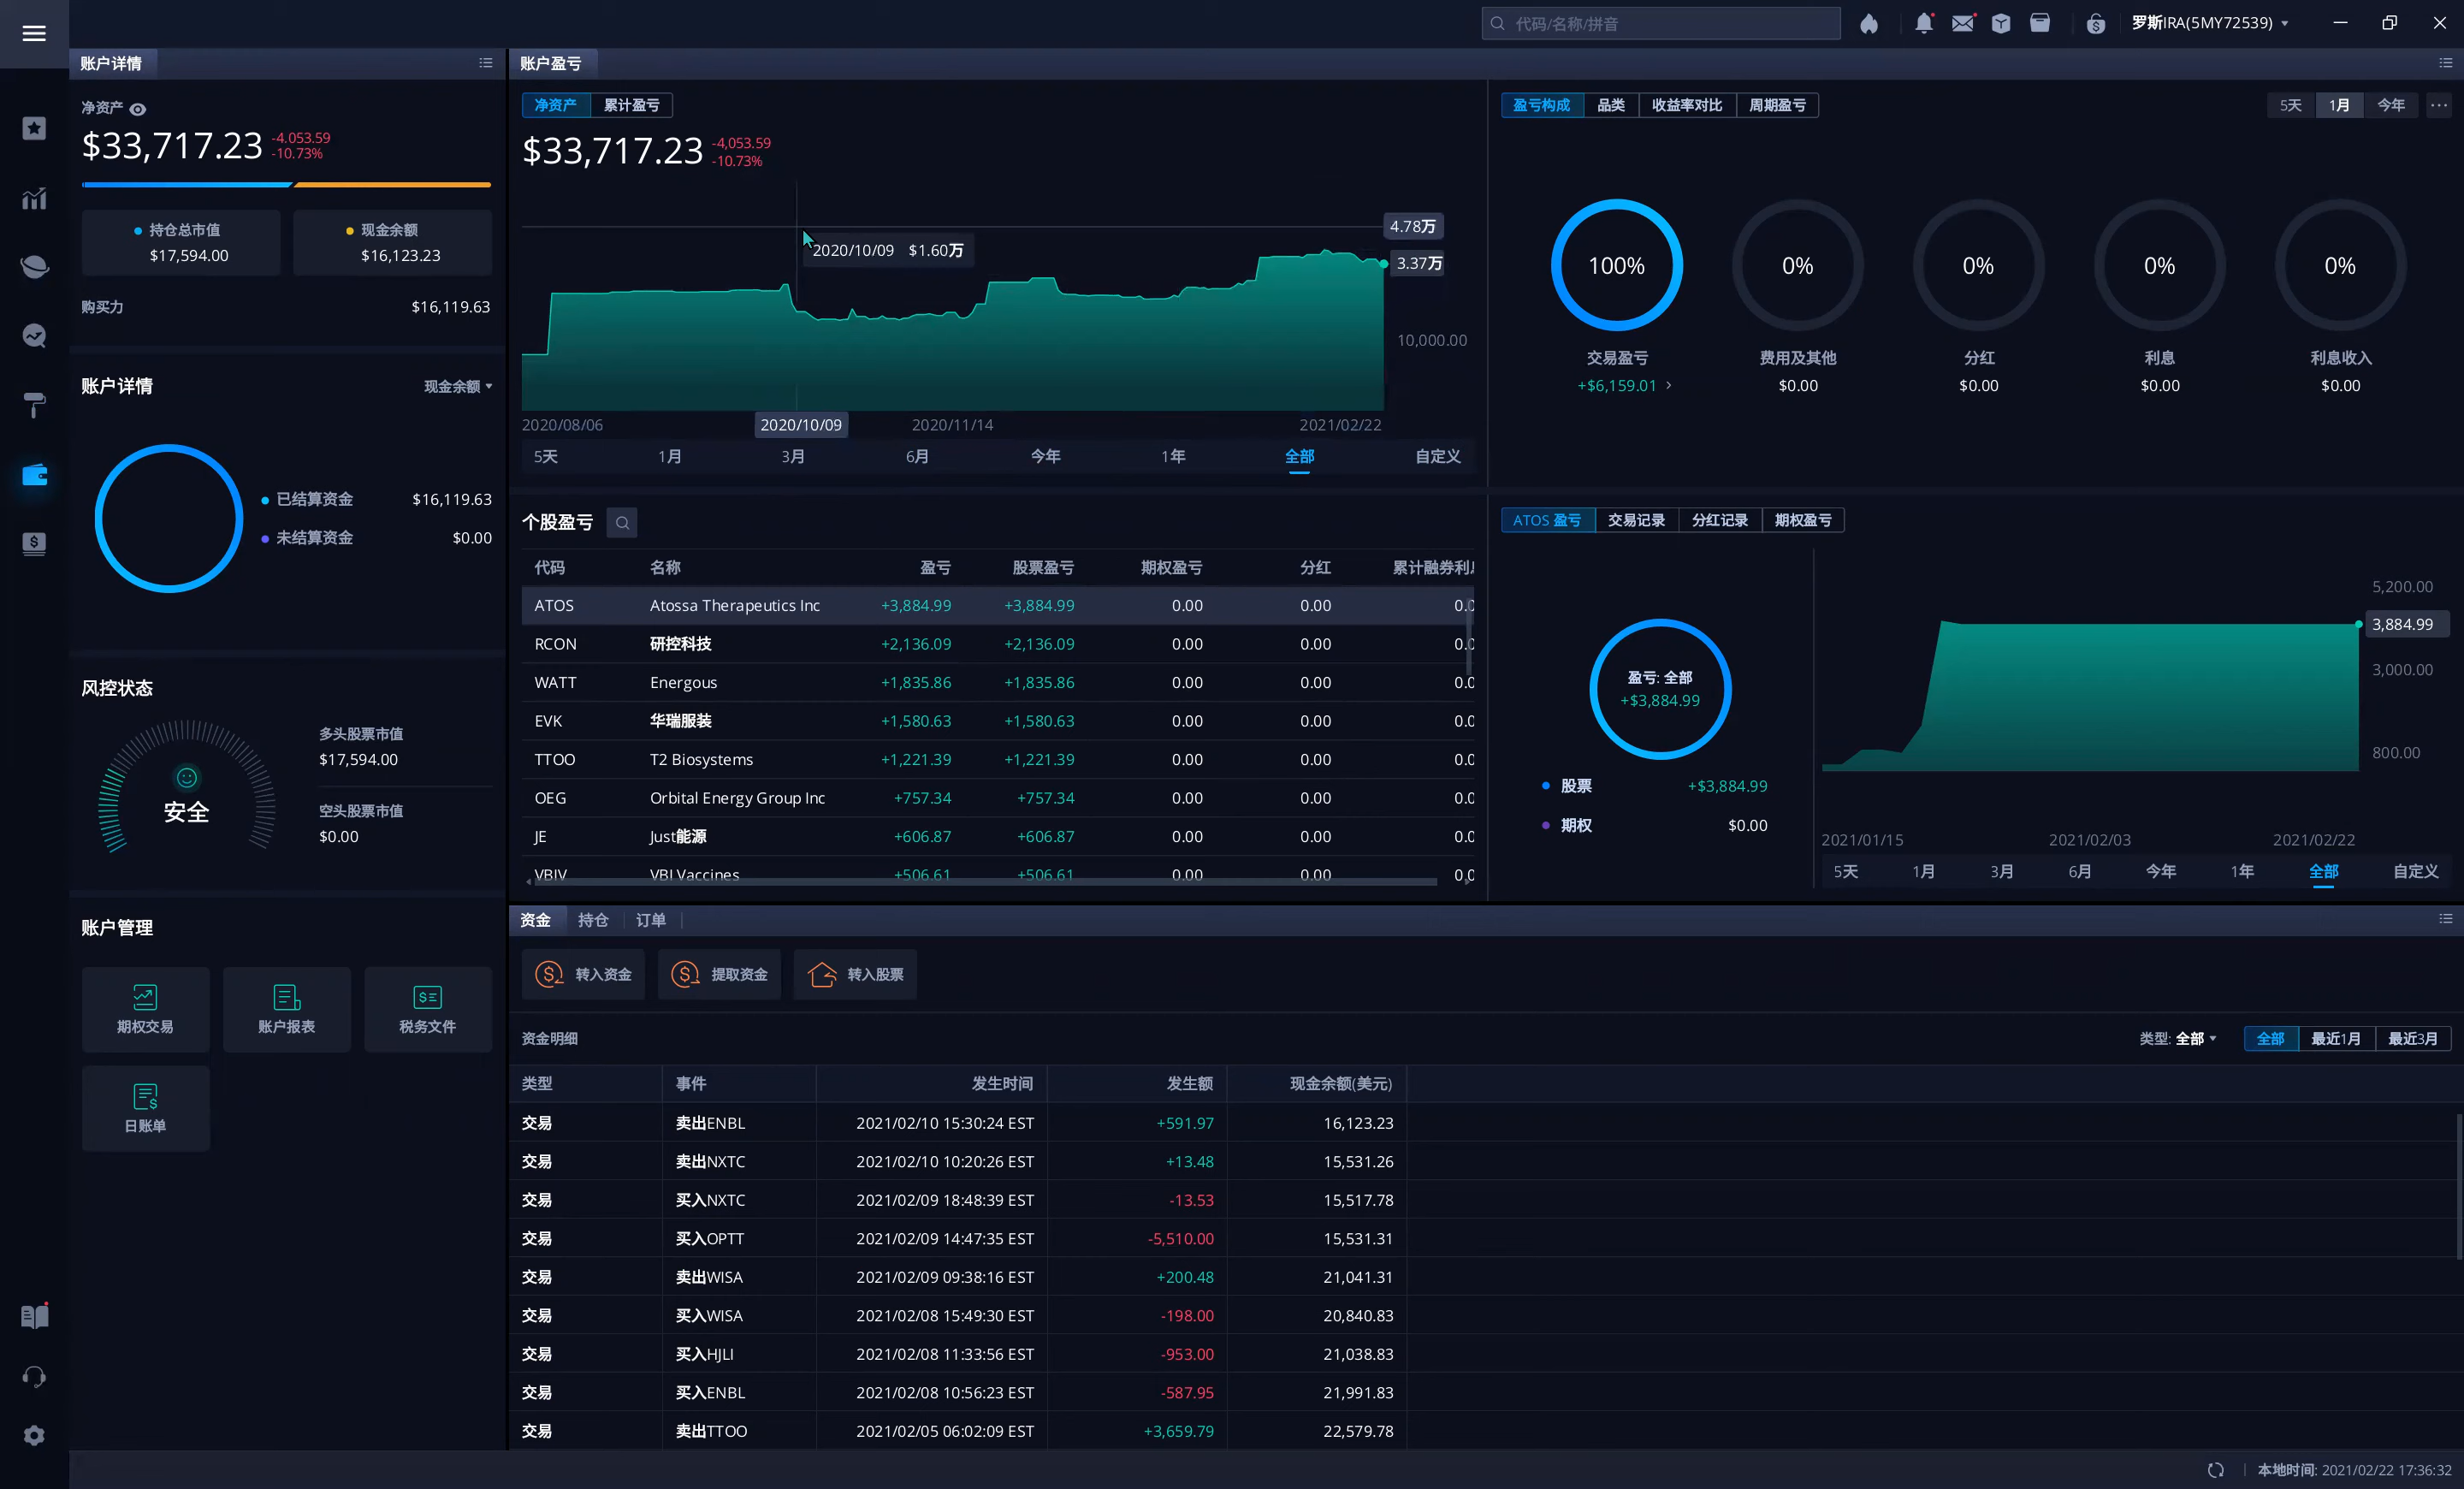 代码/名称/拼音
罗斯IRA(5MY72539)
账户详情
净资产
$33,717.23
-4,053.59
-10.73%
持仓总市值
$17,594.00
现金余额
$16,123.23
购买力
$16,119.63
账户详情
现金余额
已结算资金
$16,119.63
未结算资金
$0.00
风控状态
安全
多头股票市值
$17,594.00
空头股票市值
$0.00
账户管理
期权交易
账户报表
税务文件
日账单
账户盈亏
净资产 累计盈亏
$33,717.23
-4,053.59
-10.73%
4.78万
2020/10/09 $1.60万
3.37万
10,000.00
2020/08/06 2020/10/09 2020/11/14 2021/02/22
5天 1月 3月 6月 今年 1年 全部 自定义
盈亏构成 品类 收益率对比 周期盈亏
5天 1月 今年
100% 0% 0% 0% 0%
交易盈亏 费用及其他 分红 利息 利息收入
+$6,159.01 $0.00 $0.00 $0.00 $0.00
个股盈亏
代码 名称 盈亏 股票盈亏 期权盈亏 分红 累计融券利
ATOS Atossa Therapeutics Inc +3,884.99 +3,884.99 0.00 0.00 0.0
RCON 研控科技 +2,136.09 +2,136.09 0.00 0.00 0.0
WATT Energous +1,835.86 +1,835.86 0.00 0.00 0.0
EVK 华瑞服装 +1,580.63 +1,580.63 0.00 0.00 0.0
TTOO T2 Biosystems +1,221.39 +1,221.39 0.00 0.00 0.0
OEG Orbital Energy Group Inc +757.34 +757.34 0.00 0.00 0.0
JE Just能源 +606.87 +606.87 0.00 0.00 0.0
VBIV VBI Vaccines +506.61 +506.61 0.00 0.00 0.0
ATOS 盈亏 交易记录 分红记录 期权盈亏
盈亏: 全部
+$3,884.99
股票 +$3,884.99
期权 $0.00
5,200.00
3,884.99
3,000.00
800.00
2021/01/15 2021/02/03 2021/02/22
5天 1月 3月 6月 今年 1年 全部 自定义
资金 持仓 订单
转入资金 提取资金 转入股票
资金明细
类型: 全部
全部 最近1月 最近3月
类型 事件 发生时间 发生额 现金余额(美元)
交易 卖出ENBL 2021/02/10 15:30:24 EST +591.97 16,123.23
交易 卖出NXTC 2021/02/10 10:20:26 EST +13.48 15,531.26
交易 买入NXTC 2021/02/09 18:48:39 EST -13.53 15,517.78
交易 买入OPTT 2021/02/09 14:47:35 EST -5,510.00 15,531.31
交易 卖出WISA 2021/02/09 09:38:16 EST +200.48 21,041.31
交易 买入WISA 2021/02/08 15:49:30 EST -198.00 20,840.83
交易 买入HJLI 2021/02/08 11:33:56 EST -953.00 21,038.83
交易 买入ENBL 2021/02/08 10:56:23 EST -587.95 21,991.83
交易 卖出TTOO 2021/02/05 06:02:09 EST +3,659.79 22,579.78
本地时间: 2021/02/22 17:36:32